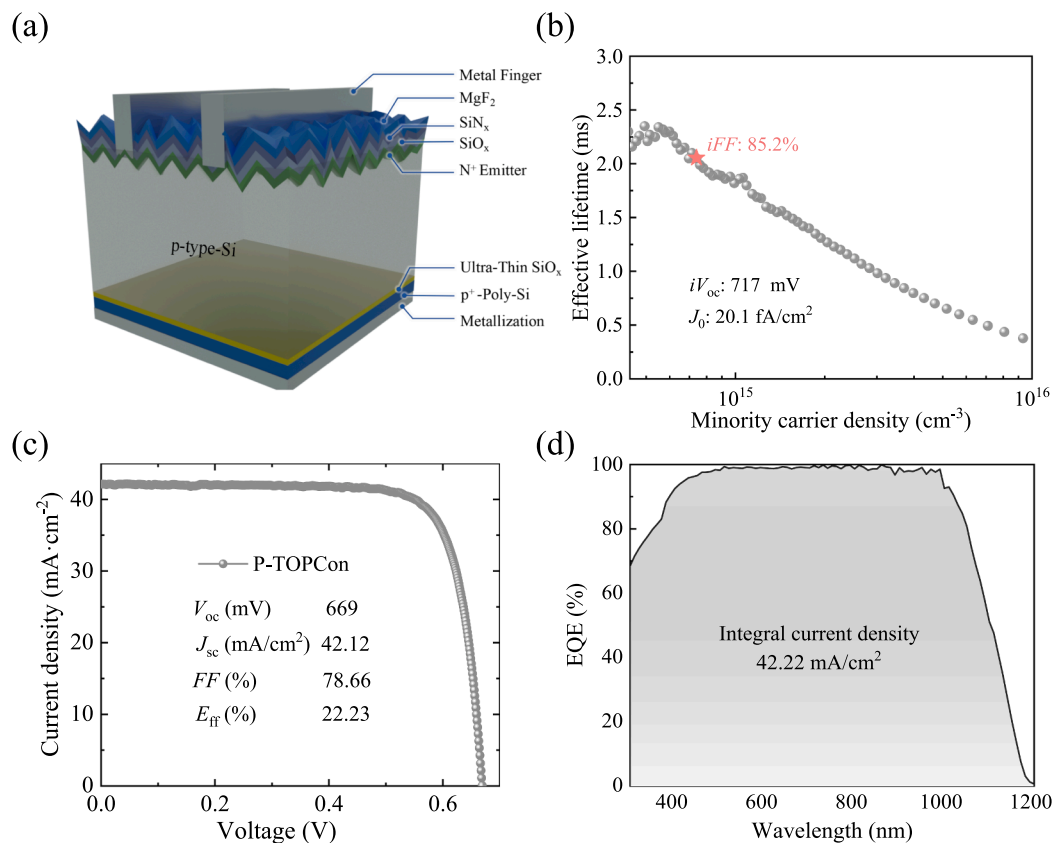 (a)
Metal Finger
MgF₂
SiNₓ
SiOₓ
N⁺ Emitter
p-type-Si
Ultra-Thin SiOₓ
p⁺-Poly-Si
Metallization
(b)
Effective lifetime (ms)
3.0
2.5
2.0
1.5
1.0
0.5
0.0
iFF: 85.2%
iVoc: 717 mV
J₀: 20.1 fA/cm²
10¹⁵ 10¹⁶
Minority carrier density (cm⁻³)
(c)
Current density (mA·cm⁻²)
40
30
20
10
0
P-TOPCon
Voc (mV) 669
Jsc (mA/cm²) 42.12
FF (%) 78.66
Eff (%) 22.23
0.0 0.2 0.4 0.6
Voltage (V)
(d)
EQE (%)
100
80
60
40
20
0
Integral current density
42.22 mA/cm²
400 600 800 1000 1200
Wavelength (nm)